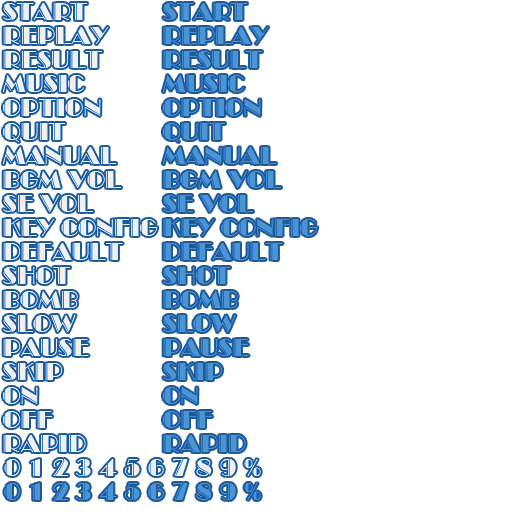 START START
REPLAY REPLAY
RESULT RESULT
MUSIC MUSIC
OPTION OPTION
QUIT QUIT
MANUAL MANUAL
BGM VOL BGM VOL
SE VOL SE VOL
KEY CONFIG KEY CONFIG
DEFAULT DEFAULT
SHOT SHOT
BOMB BOMB
SLOW SLOW
PAUSE PAUSE
SKIP SKIP
ON ON
OFF OFF
RAPID RAPID
0 1 2 3 4 5 6 7 8 9 %
0 1 2 3 4 5 6 7 8 9 %